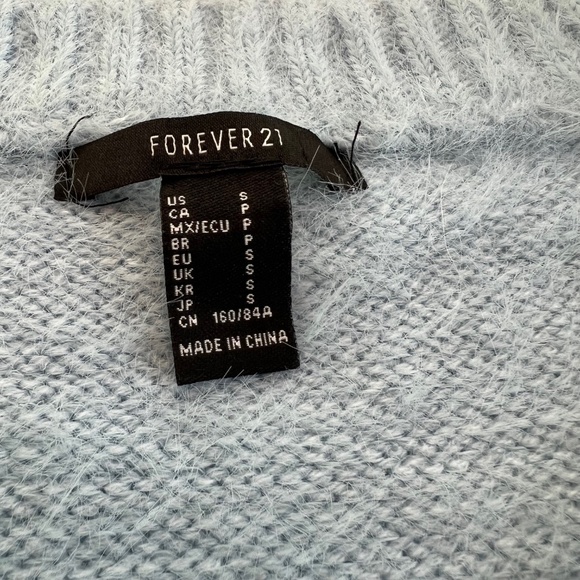 FOREVER 21
US S
CA P
MX/ECU P
BR P
EU S
UK S
KR S
JP S
CN 160/84A
MADE IN CHINA